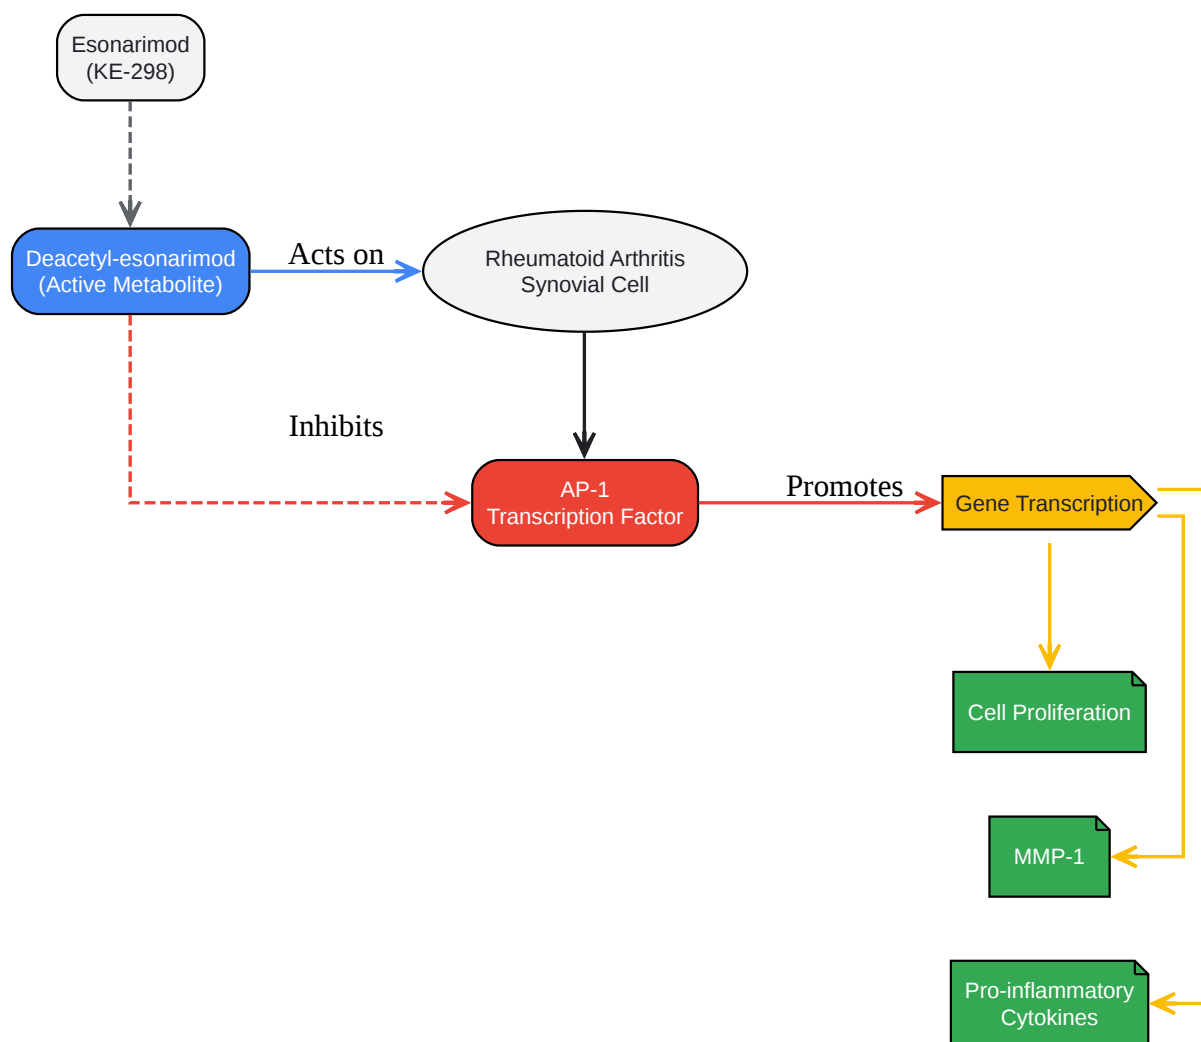 Esonarimod
(KE-298)
Deacetyl-esonarimod
(Active Metabolite)
Acts on
Rheumatoid Arthritis
Synovial Cell
Inhibits
AP-1
Transcription Factor
Promotes
Gene Transcription
Cell Proliferation
MMP-1
Pro-inflammatory
Cytokines